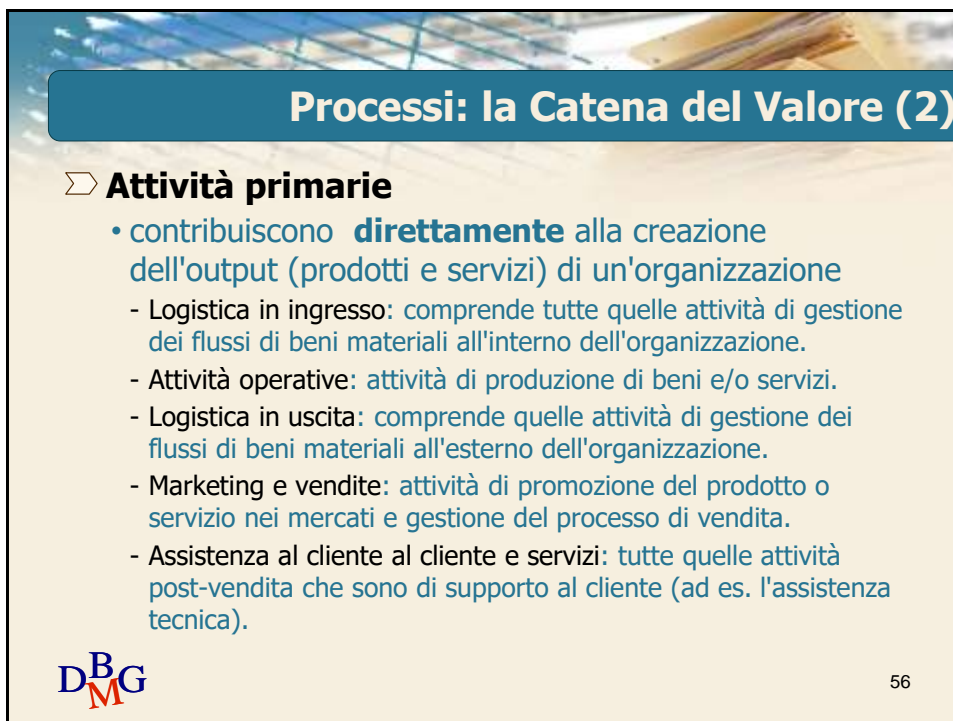 Processi: la Catena del Valore (2)
Attività primarie
• contribuiscono direttamente alla creazione
dell'output (prodotti e servizi) di un'organizzazione
- Logistica in ingresso: comprende tutte quelle attività di gestione
dei flussi di beni materiali all'interno dell'organizzazione.
- Attività operative: attività di produzione di beni e/o servizi.
- Logistica in uscita: comprende quelle attività di gestione dei
flussi di beni materiali all'esterno dell'organizzazione.
- Marketing e vendite: attività di promozione del prodotto o
servizio nei mercati e gestione del processo di vendita.
- Assistenza al cliente al cliente e servizi: tutte quelle attività
post-vendita che sono di supporto al cliente (ad es. l'assistenza
tecnica).
DBMG
56